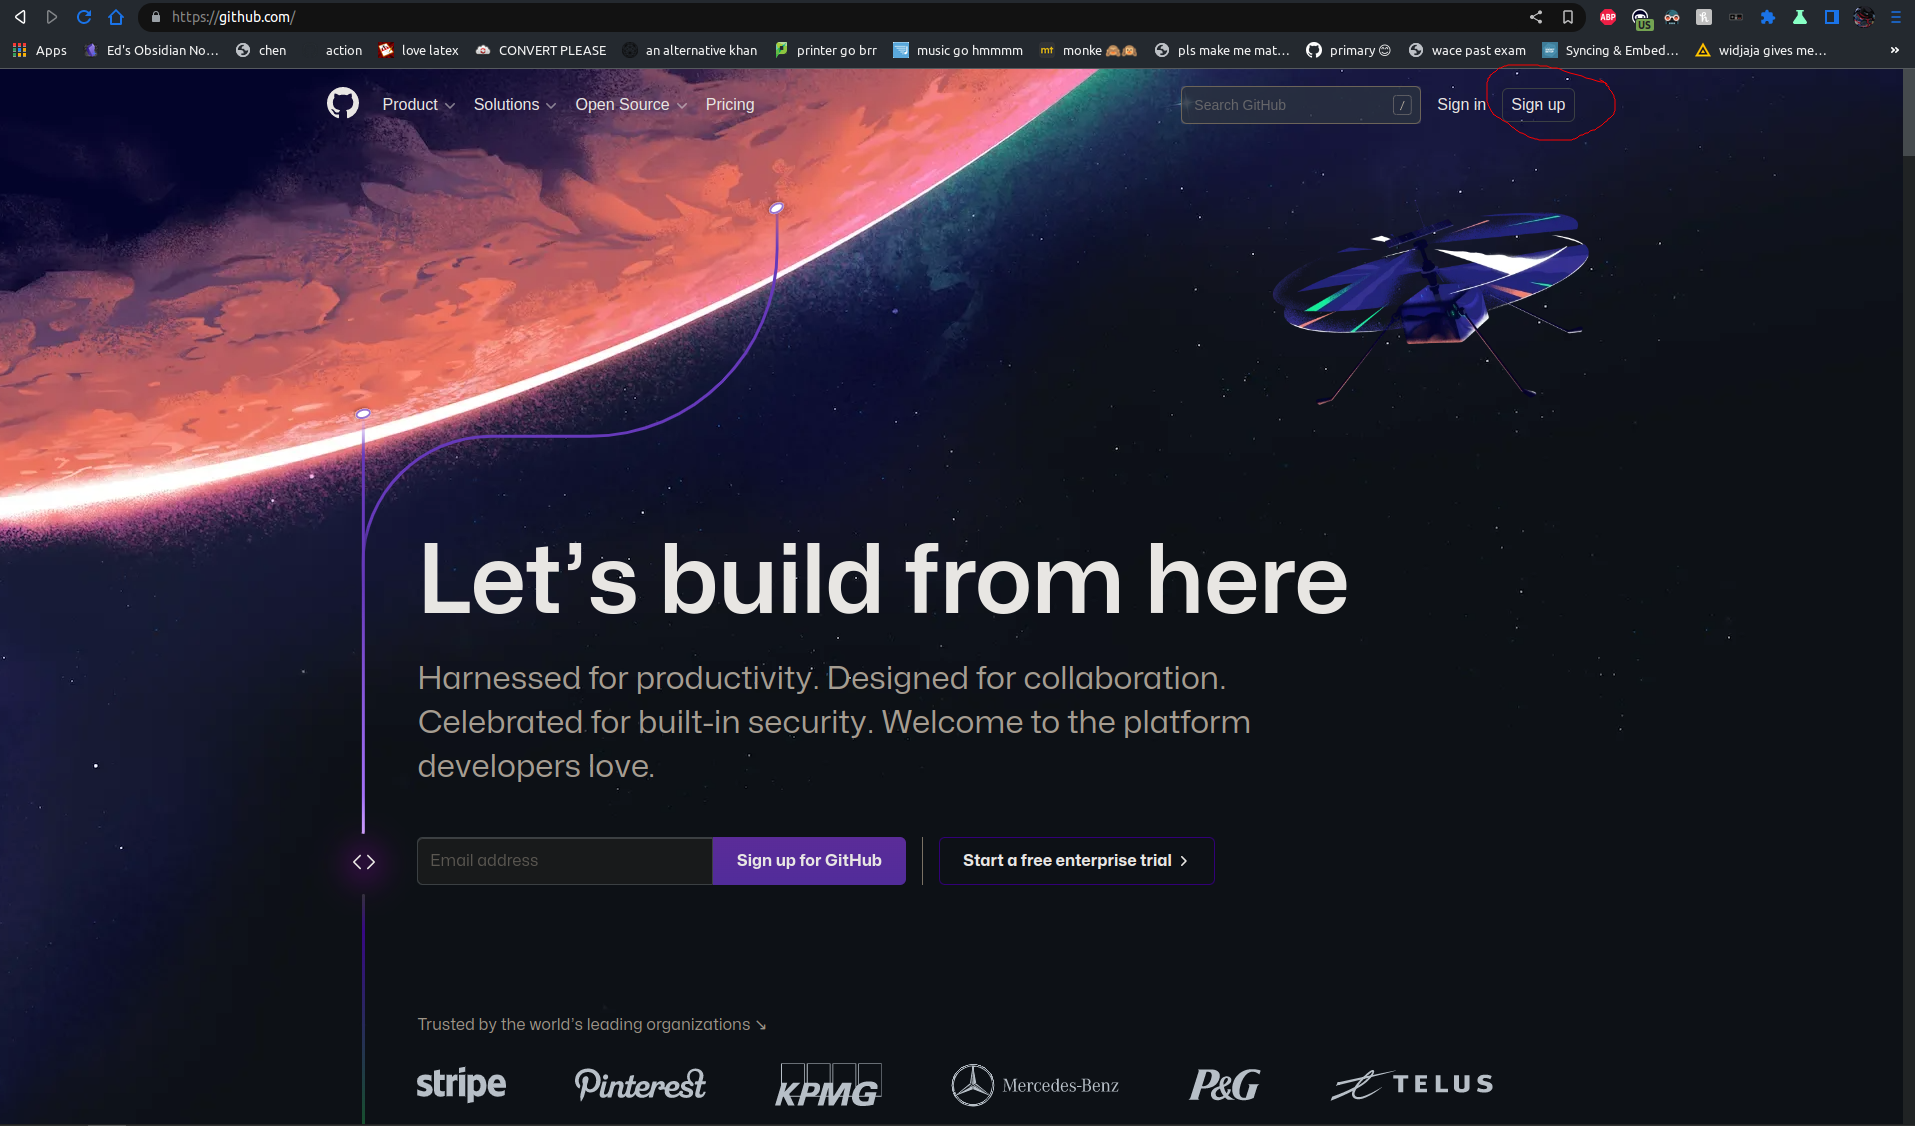 https://github.com/
ABP
US
Apps
Ed's Obsidian No...
chen
action
love latex
CONVERT PLEASE
an alternative khan
printer go brr
music go hmmmm
mt
monke 🙈🙊
pls make me mat...
primary 😊
wace past exam
Syncing & Embed...
widjaja gives me...
»
Product
Solutions
Open Source
Pricing
Search GitHub
/
Sign in
Sign up
Let’s build from here
Harnessed for productivity. Designed for collaboration.
Celebrated for built-in security. Welcome to the platform
developers love.
Email address
Sign up for GitHub
Start a free enterprise trial >
Trusted by the world’s leading organizations ↘
stripe
Pinterest
KPMG
Mercedes-Benz
P&G
TELUS